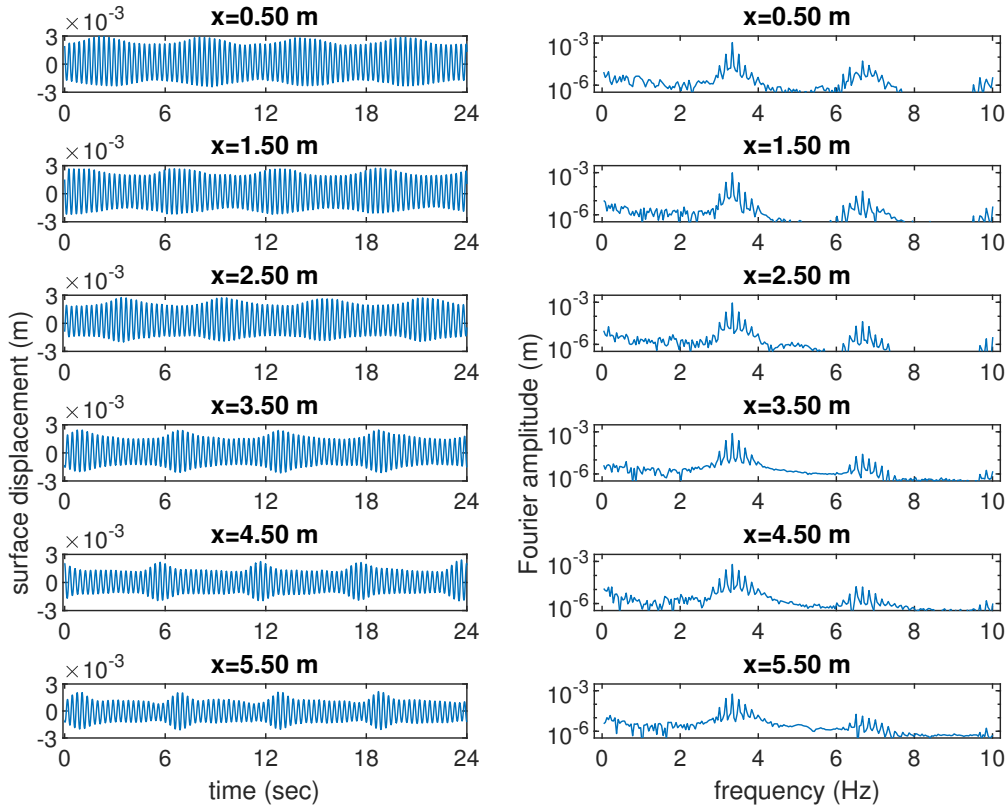 x=0.50 m
×10-3
3
0
-3
0 6 12 18 24
x=0.50 m
10-3
10-6
0 2 4 6 8 10
x=1.50 m
×10-3
3
0
-3
0 6 12 18 24
x=1.50 m
10-3
10-6
0 2 4 6 8 10
x=2.50 m
×10-3
3
0
-3
0 6 12 18 24
x=2.50 m
10-3
10-6
0 2 4 6 8 10
x=3.50 m
×10-3
3
0
-3
0 6 12 18 24
x=3.50 m
10-3
10-6
0 2 4 6 8 10
x=4.50 m
×10-3
3
0
-3
0 6 12 18 24
x=4.50 m
10-3
10-6
0 2 4 6 8 10
x=5.50 m
×10-3
3
0
-3
0 6 12 18 24
x=5.50 m
10-3
10-6
0 2 4 6 8 10
surface displacement (m)
Fourier amplitude (m)
time (sec)
frequency (Hz)